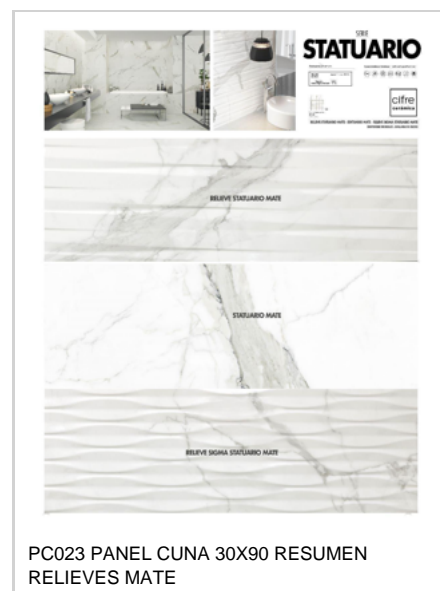 SERIE
STATUARIO
cifre
cerámica
RELIEVE STATUARIO MATE
STATUARIO MATE
RELIEVE SIGMA STATUARIO MATE
PC023 PANEL CUNA 30X90 RESUMEN
RELIEVES MATE